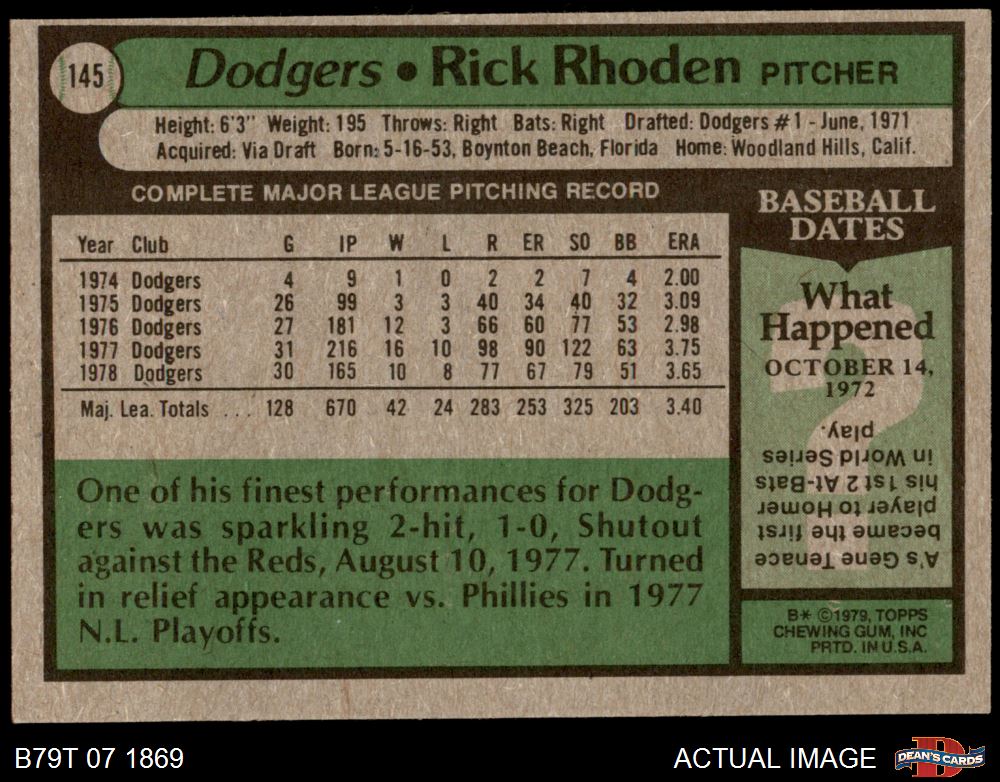 145
Dodgers • Rick Rhoden PITCHER
Height: 6'3" Weight: 195 Throws: Right Bats: Right Drafted: Dodgers #1 - June, 1971
Acquired: Via Draft Born: 5-16-53, Boynton Beach, Florida Home: Woodland Hills, Calif.
COMPLETE MAJOR LEAGUE PITCHING RECORD
Year Club G IP W L R ER SO BB ERA
1974 Dodgers 4 9 1 0 2 2 7 4 2.00
1975 Dodgers 26 99 3 3 40 34 40 32 3.09
1976 Dodgers 27 181 12 3 66 60 77 53 2.98
1977 Dodgers 31 216 16 10 98 90 122 63 3.75
1978 Dodgers 30 165 10 8 77 67 79 51 3.65
Maj. Lea. Totals ... 128 670 42 24 283 253 325 203 3.40
One of his finest performances for Dodg-
ers was sparkling 2-hit, 1-0, Shutout
against the Reds, August 10, 1977. Turned
in relief appearance vs. Phillies in 1977
N.L. Playoffs.
BASEBALL
DATES
What
Happened
OCTOBER 14,
1972
A's Gene Tenace
became the first
player to Homer
his 1st 2 At-Bats
in World Series
play.
B* ©1979, TOPPS
CHEWING GUM, INC
PRTD. IN U.S.A.
B79T 07 1869
ACTUAL IMAGE
D
DEAN'S CARDS